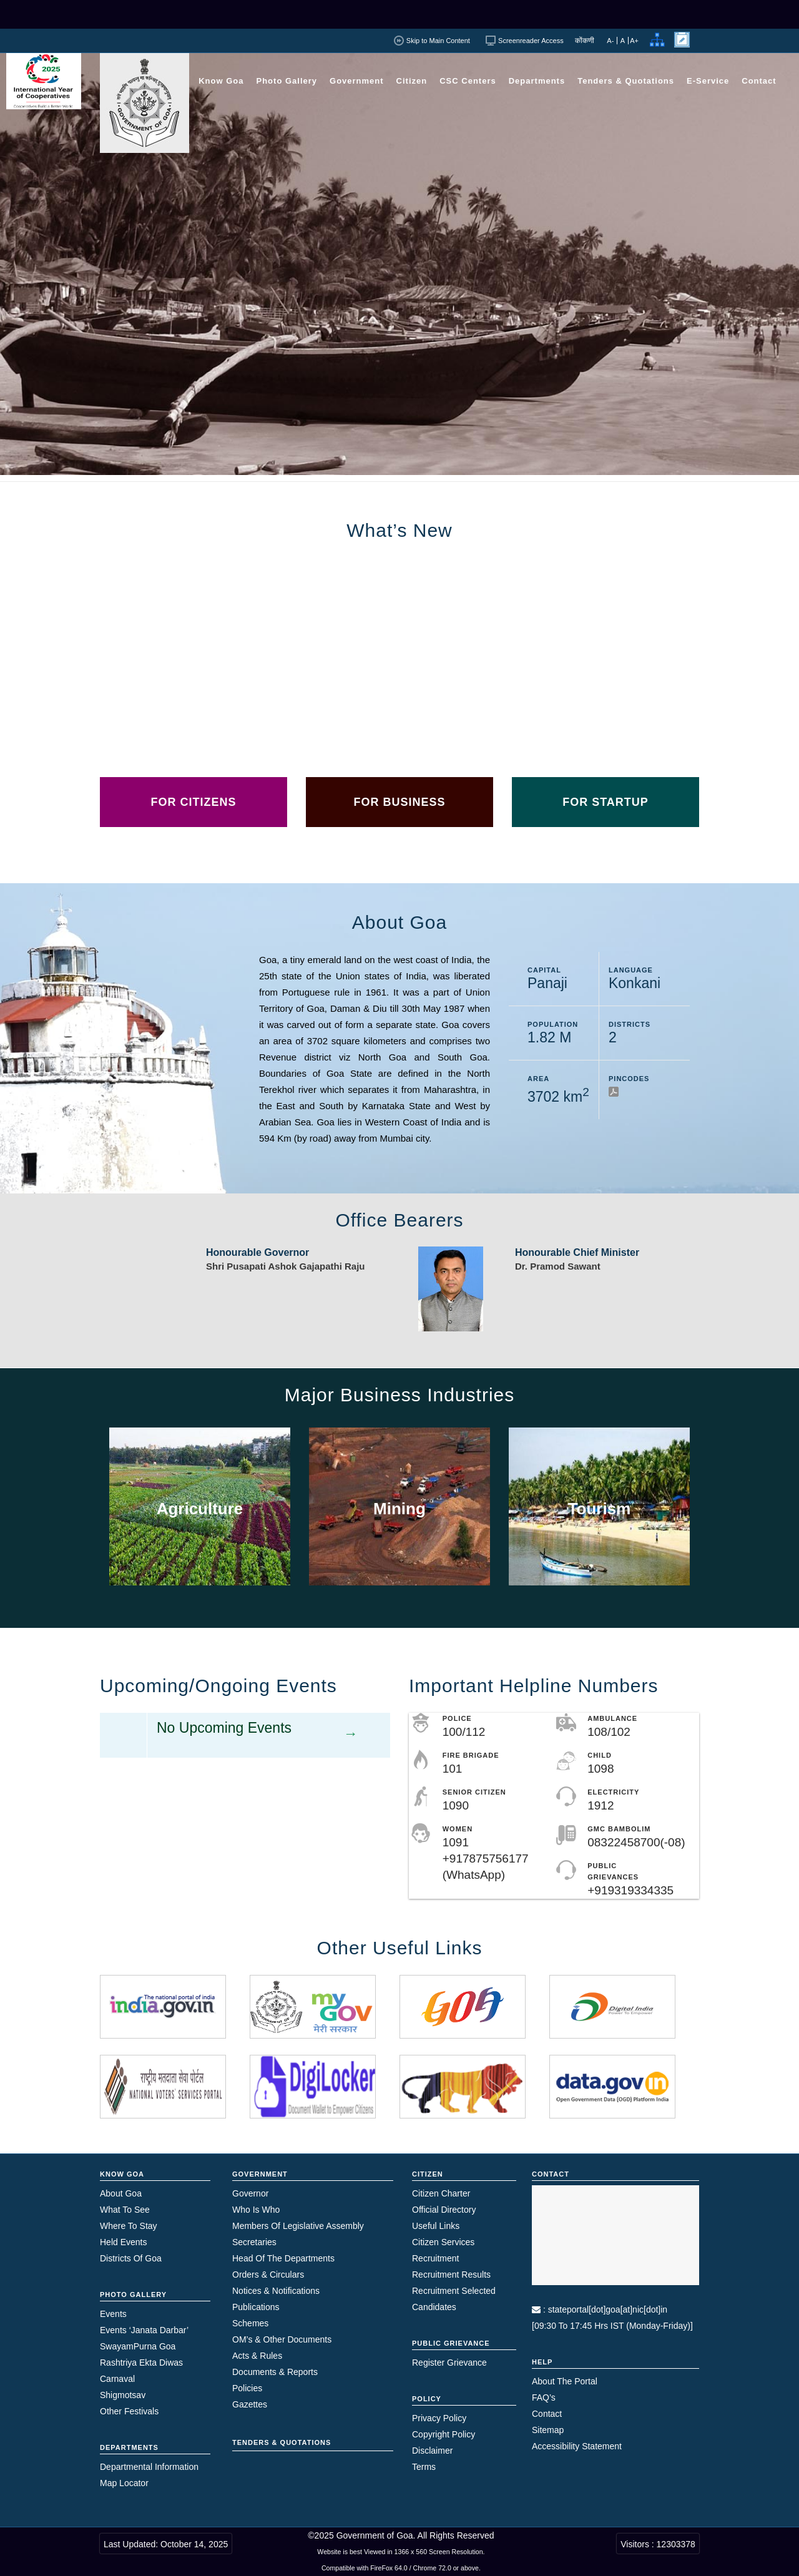 Skip to Main Content
Screenreader Access
कोंकणी
A- | A | A+
2025
International Year
of Cooperatives
Cooperatives Build a Better World
GOVERNMENT OF GOA
Know Goa
Photo Gallery
Government
Citizen
CSC Centers
Departments
Tenders & Quotations
E-Service
Contact
LAXMI
What’s New
FOR CITIZENS
FOR BUSINESS
FOR STARTUP
About Goa
Goa, a tiny emerald land on the west coast of India, the
25th state of the Union states of India, was liberated
from Portuguese rule in 1961. It was a part of Union
Territory of Goa, Daman & Diu till 30th May 1987 when
it was carved out of form a separate state. Goa covers
an area of 3702 square kilometers and comprises two
Revenue district viz North Goa and South Goa.
Boundaries of Goa State are defined in the North
Terekhol river which separates it from Maharashtra, in
the East and South by Karnataka State and West by
Arabian Sea. Goa lies in Western Coast of India and is
594 Km (by road) away from Mumbai city.
CAPITAL
Panaji
LANGUAGE
Konkani
POPULATION
1.82 M
DISTRICTS
2
AREA
3702 km2
PINCODES
Office Bearers
Honourable Governor
Shri Pusapati Ashok Gajapathi Raju
Honourable Chief Minister
Dr. Pramod Sawant
Major Business Industries
Agriculture
Mining
Tourism
Upcoming/Ongoing Events
No Upcoming Events
→
Important Helpline Numbers
POLICE
100/112
AMBULANCE
108/102
FIRE BRIGADE
101
CHILD
1098
SENIOR CITIZEN
1090
ELECTRICITY
1912
WOMEN
1091
+917875756177
(WhatsApp)
GMC BAMBOLIM
08322458700(-08)
PUBLIC
GRIEVANCES
+919319334335
Other Useful Links
The national portal of india
india.gov.in
my
GOV
मेरी सरकार
GOA
Digital India
Power To Empower
राष्ट्रीय मतदाता सेवा पोर्टल
NATIONAL VOTERS' SERVICES PORTAL
DigiLocker
Document Wallet to Empower Citizens
data.gov in
Open Government Data (OGD) Platform India
KNOW GOA
About Goa
What To See
Where To Stay
Held Events
Districts Of Goa
PHOTO GALLERY
Events
Events ‘Janata Darbar’
SwayamPurna Goa
Rashtriya Ekta Diwas
Carnaval
Shigmotsav
Other Festivals
DEPARTMENTS
Departmental Information
Map Locator
GOVERNMENT
Governor
Who Is Who
Members Of Legislative Assembly
Secretaries
Head Of The Departments
Orders & Circulars
Notices & Notifications
Publications
Schemes
OM’s & Other Documents
Acts & Rules
Documents & Reports
Policies
Gazettes
TENDERS & QUOTATIONS
CITIZEN
Citizen Charter
Official Directory
Useful Links
Citizen Services
Recruitment
Recruitment Results
Recruitment Selected
Candidates
PUBLIC GRIEVANCE
Register Grievance
POLICY
Privacy Policy
Copyright Policy
Disclaimer
Terms
CONTACT
: stateportal[dot]goa[at]nic[dot]in
[09:30 To 17:45 Hrs IST (Monday-Friday)]
HELP
About The Portal
FAQ’s
Contact
Sitemap
Accessibility Statement
Last Updated: October 14, 2025
©2025 Government of Goa. All Rights Reserved
Website is best Viewed in 1366 x 560 Screen Resolution.
Compatible with FireFox 64.0 / Chrome 72.0 or above.
Visitors : 12303378